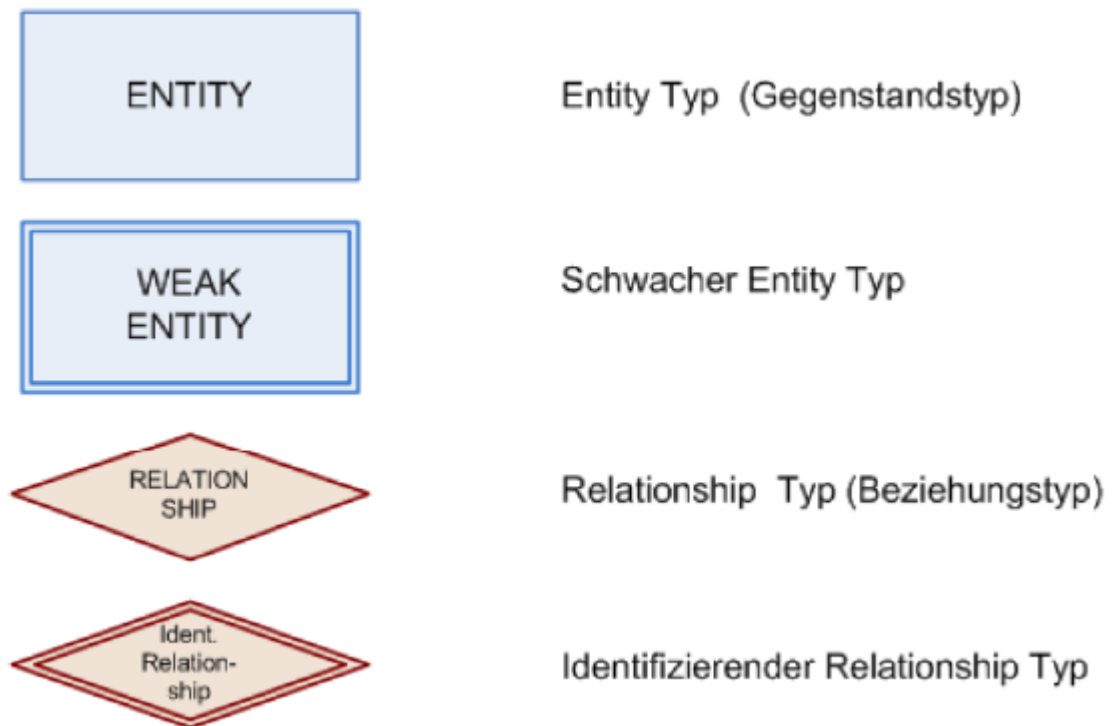 ENTITY
Entity Typ (Gegenstandstyp)
WEAK
ENTITY
Schwacher Entity Typ
RELATION
SHIP
Relationship Typ (Beziehungstyp)
Ident.
Relation-
ship
Identifizierender Relationship Typ